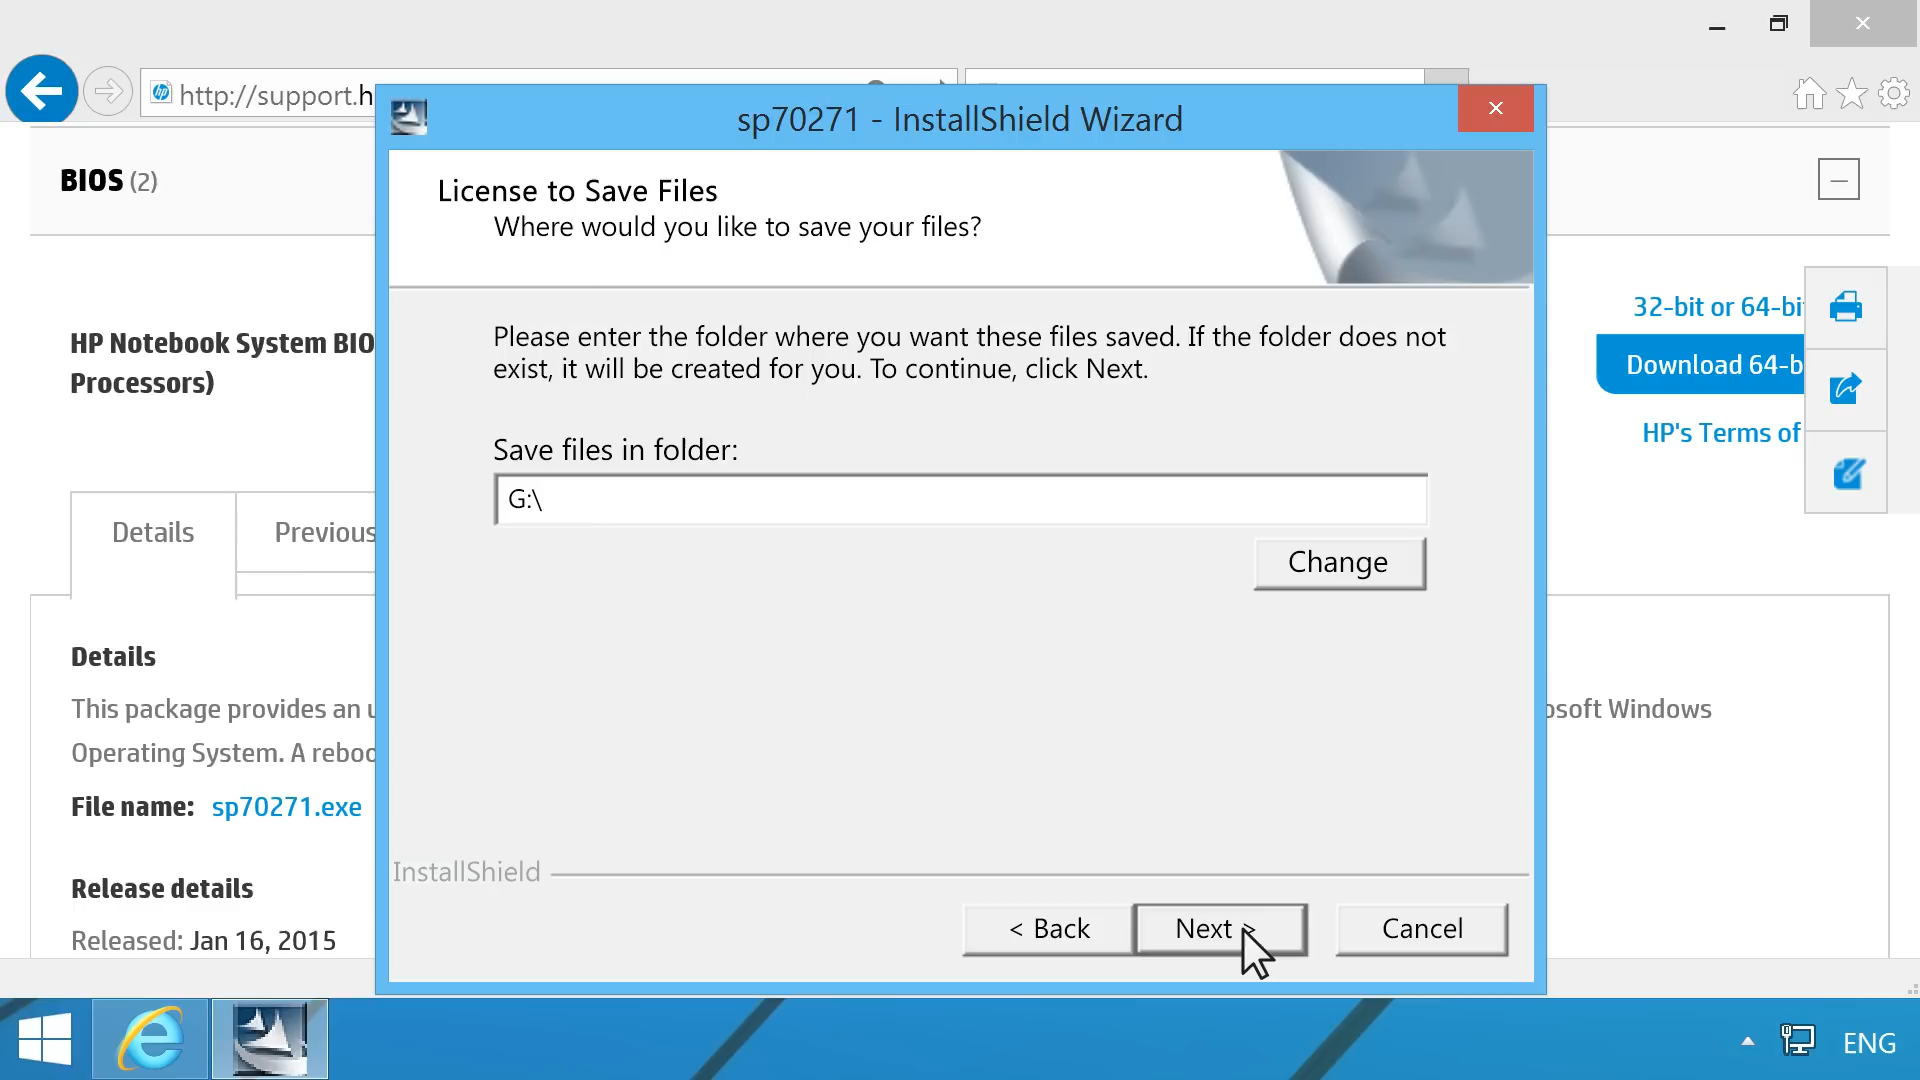 http://support.h
sp70271 - InstallShield Wizard
BIOS (2)
License to Save Files
Where would you like to save your files?
32-bit or 64-bi
HP Notebook System BIO
Processors)
Please enter the folder where you want these files saved. If the folder does not
exist, it will be created for you. To continue, click Next.
Download 64-b
HP's Terms of
Save files in folder:
G:\
Change
Details
Previous
Details
This package provides an u
osoft Windows
Operating System. A reboo
File name: sp70271.exe
InstallShield
Release details
Released: Jan 16, 2015
< Back
Next >
Cancel
ENG